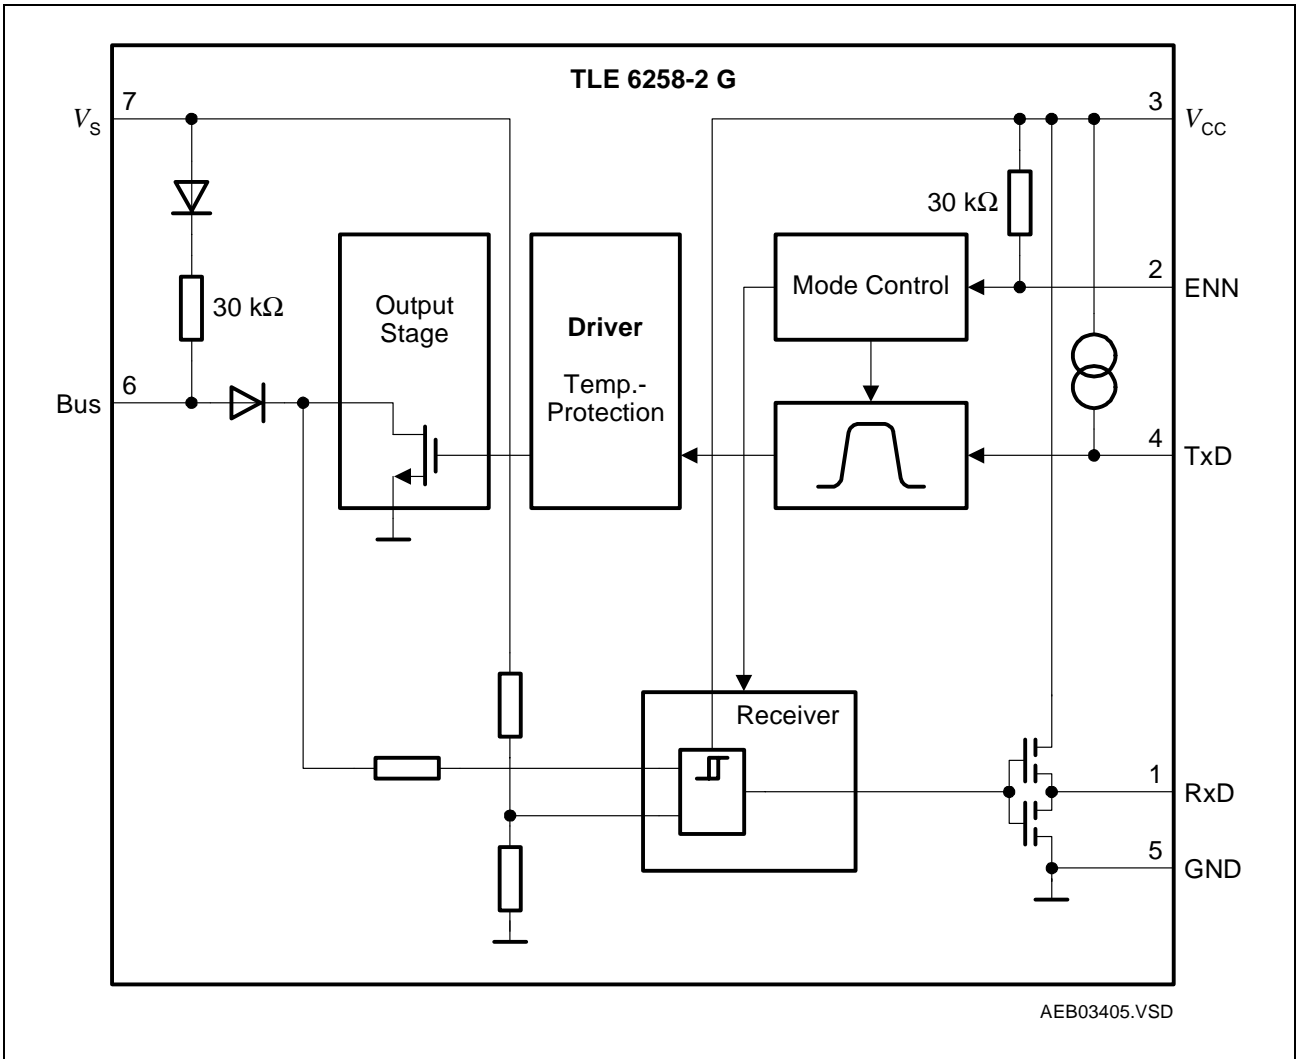 TLE 6258-2 G
7
V_S
3
V_CC
30 kΩ
2
ENN
Mode Control
Output
Stage
Driver
Temp.-
Protection
30 kΩ
6
Bus
4
TxD
Receiver
1
RxD
5
GND
AEB03405.VSD